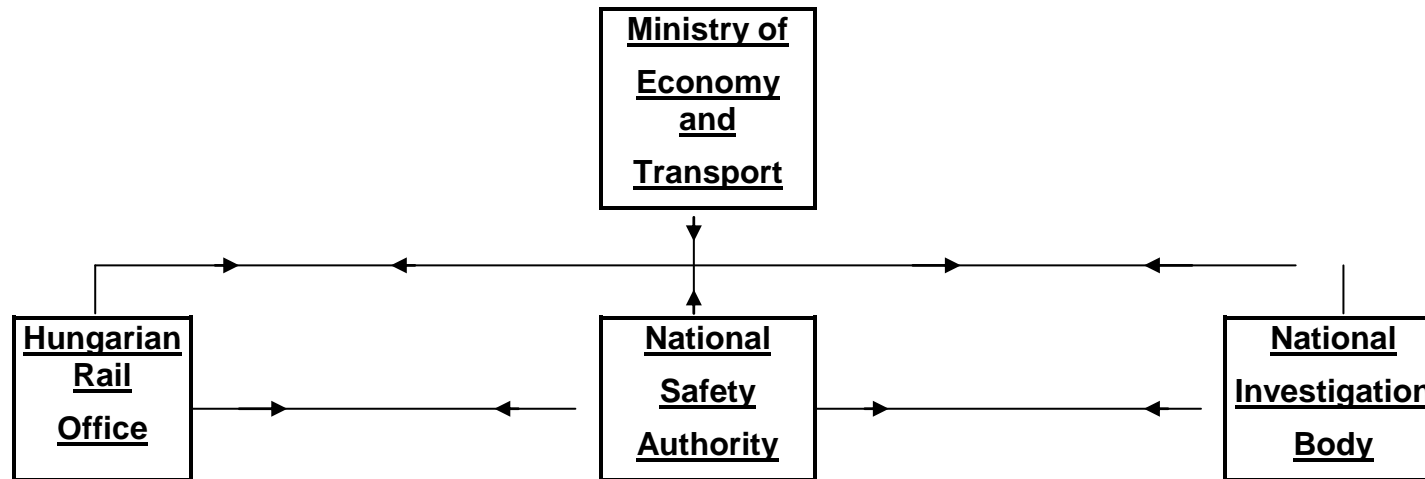 Ministry of
Economy
and
Transport
Hungarian
Rail
Office
National
Safety
Authority
National
Investigation
Body